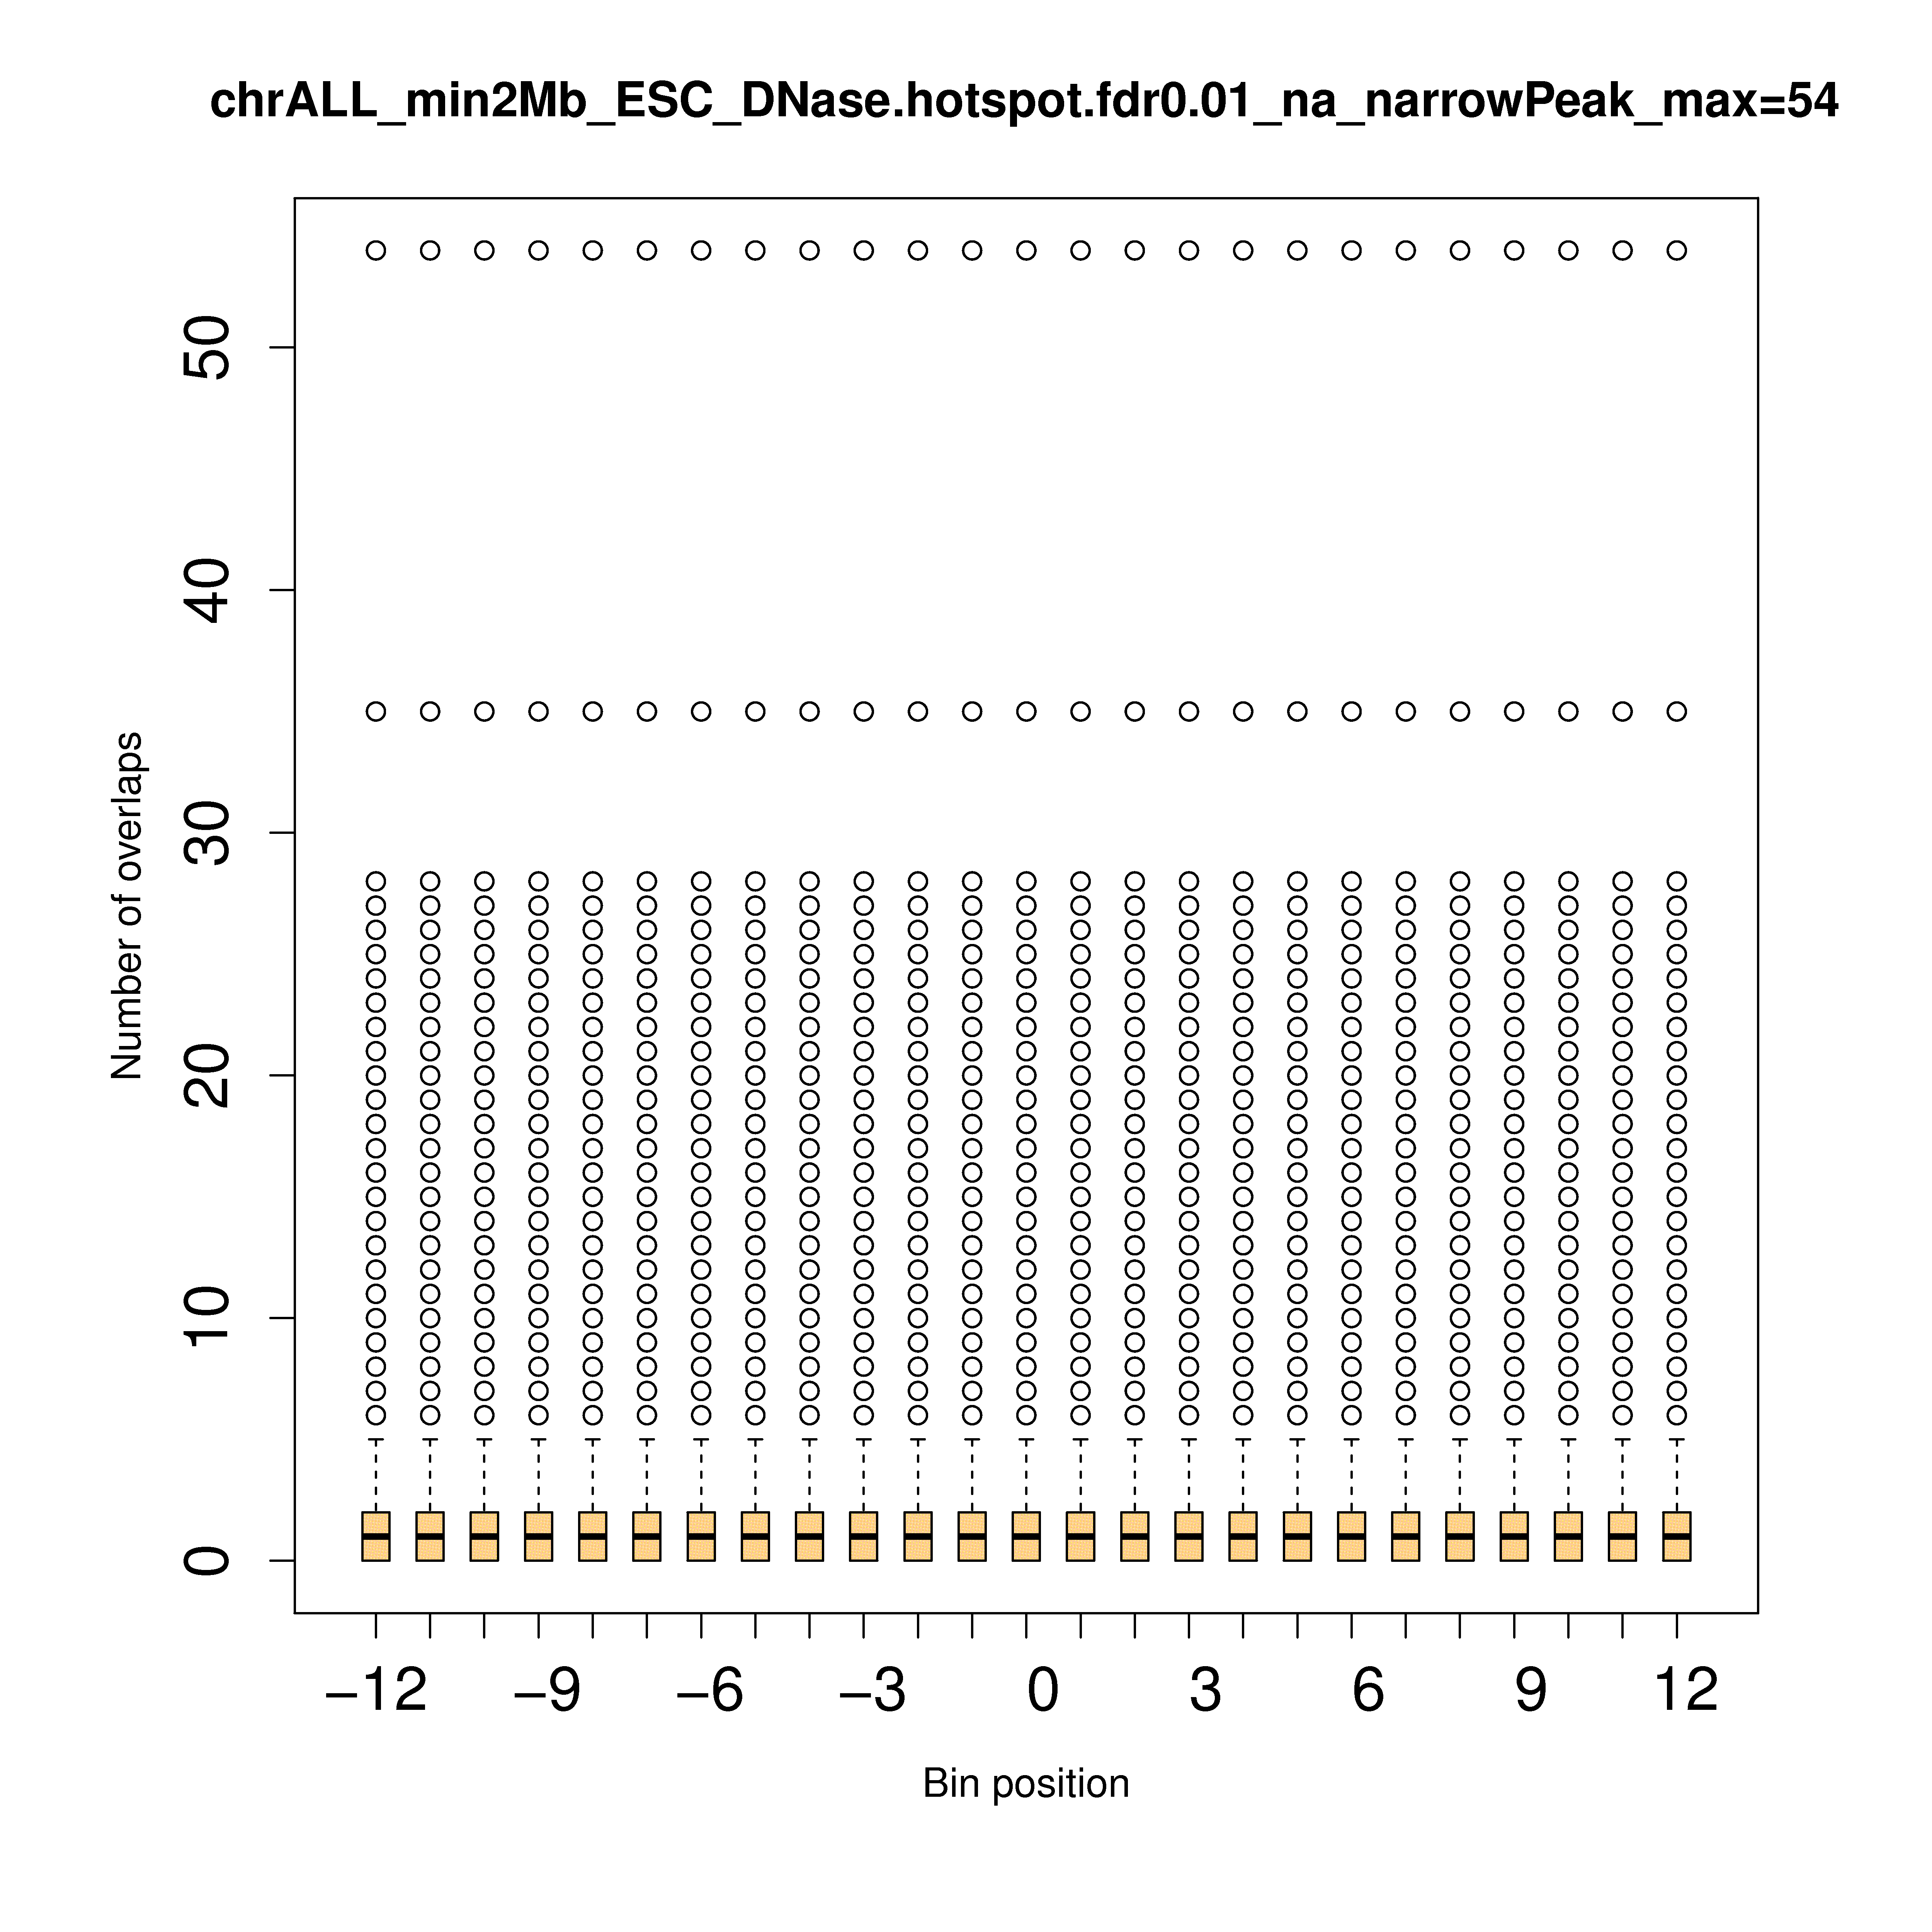 chrALL_min2Mb_ESC_DNase.hotspot.fdr0.01_na_narrowPeak_max=54
50
40
30
20
10
0
Number of overlaps
−12 −9 −6 −3 0 3 6 9 12
Bin position